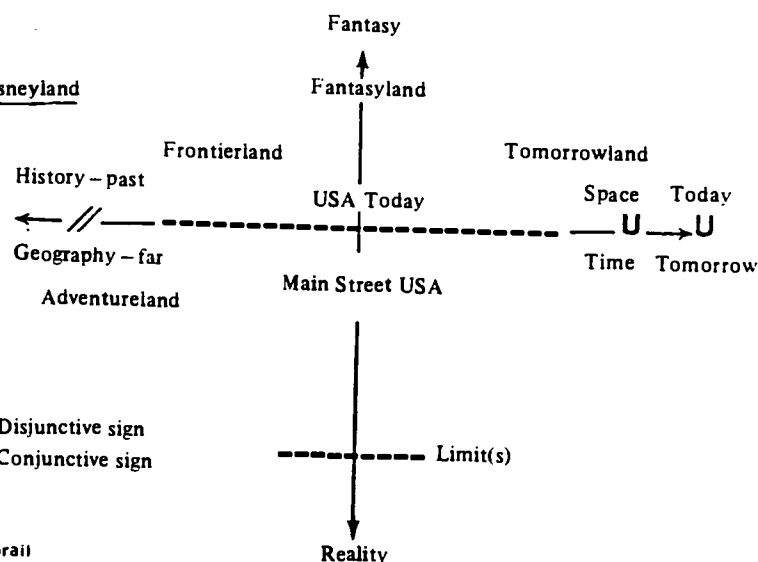 Fantasy
sneyland
Fantasyland
Frontierland
Tomorrowland
History – past
Space Today
USA Today
// U U
Geography – far
Time Tomorrow
Adventureland
Main Street USA
Disjunctive sign
Conjunctive sign
Limit(s)
orail
Reality